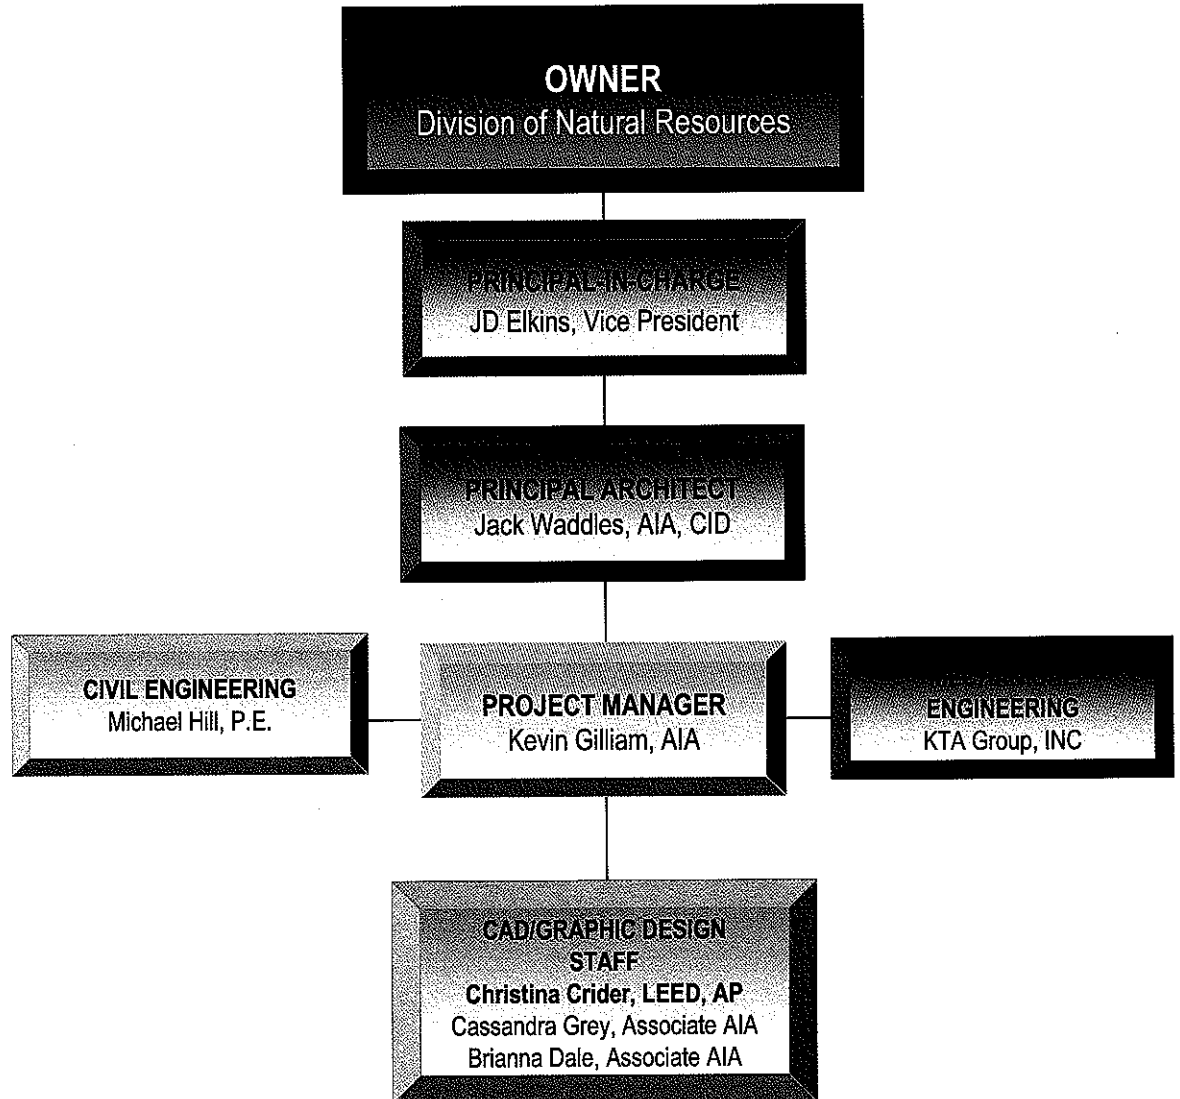 OWNER
Division of Natural Resources
PRINCIPAL-IN-CHARGE
JD Elkins, Vice President
PRINCIPAL ARCHITECT
Jack Waddles, AIA, CID
CIVIL ENGINEERING
Michael Hill, P.E.
PROJECT MANAGER
Kevin Gilliam, AIA
ENGINEERING
KTA Group, INC
CAD/GRAPHIC DESIGN
STAFF
Christina Crider, LEED, AP
Cassandra Grey, Associate AIA
Brianna Dale, Associate AIA